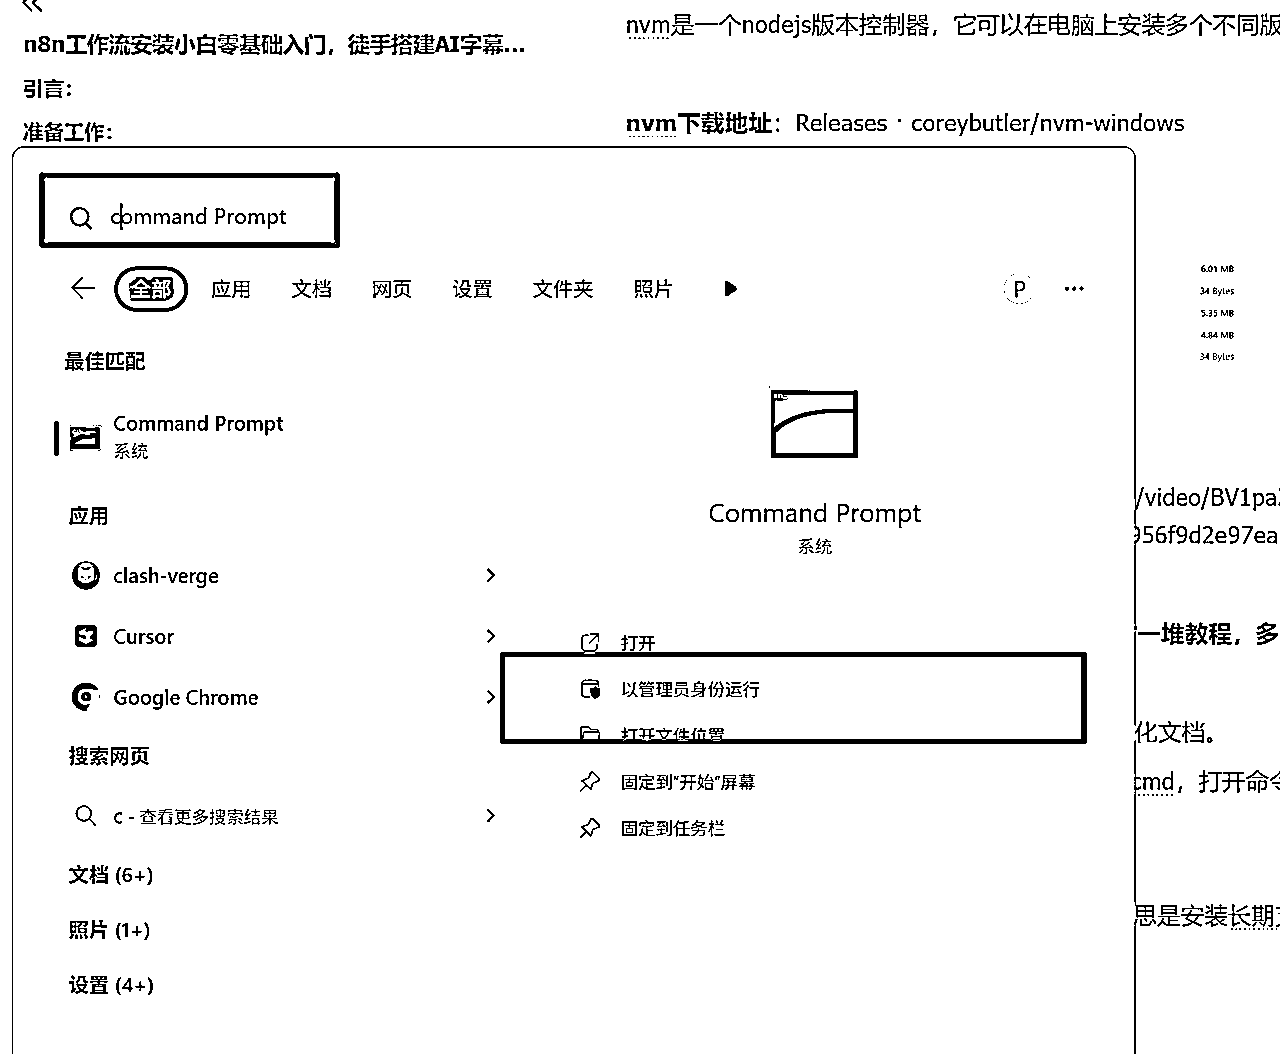 n8n工作流安装小白零基础入门，徒手搭建AI字幕...
引言：
准备工作：
nvm是一个nodejs版本控制器，它可以在电脑上安装多个不同版
nvm下载地址：Releases · coreybutler/nvm-windows
command Prompt
全部 应用 文档 网页 设置 文件夹 照片
P
最佳匹配
Command Prompt
系统
应用
clash-verge
Cursor
Google Chrome
搜索网页
c - 查看更多搜索结果
文档 (6+)
照片 (1+)
设置 (4+)
Command Prompt
系统
打开
以管理员身份运行
打开文件位置
固定到"开始"屏幕
固定到任务栏
6.01 MB
34 Bytes
5.35 MB
4.84 MB
34 Bytes
/video/BV1pa
956f9d2e97ea
一堆教程，多
化文档。
cmd，打开命令
思是安装长期